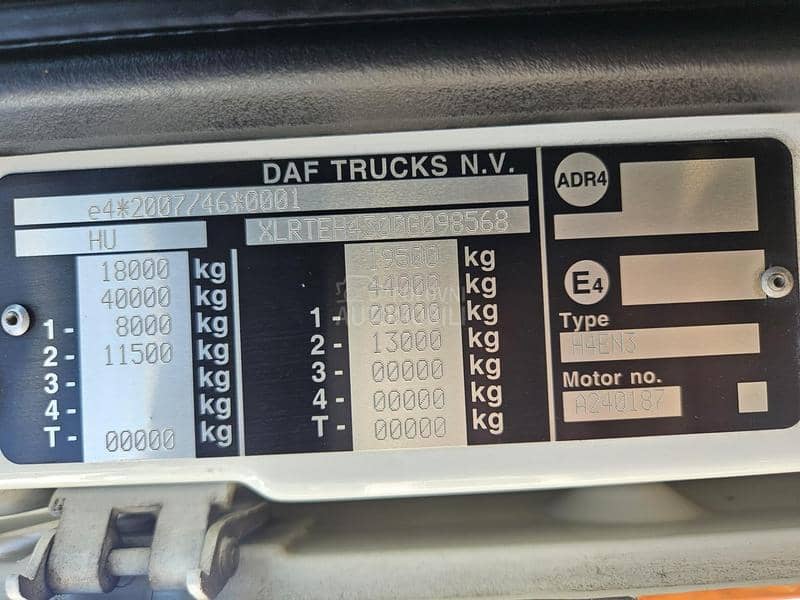 DAF TRUCKS N.V.
e4*2007/46*0001
HU XLRTEH4300G098568
18000 kg 19500 kg
40000 kg 44000 kg
1- 8000 kg 1- 08000 kg
2- 11500 kg 2- 13000 kg
3- kg 3- 00000 kg
4- kg 4- 00000 kg
T- 00000 kg T- 00000 kg
ADR4
E4
Type
H4EN3
Motor no.
A240187